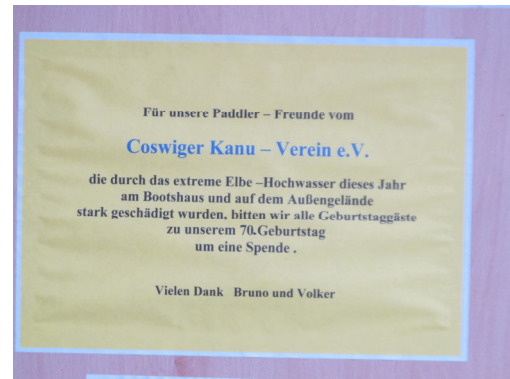 Für unsere Paddler – Freunde vom
Coswiger Kanu – Verein e.V.
die durch das extreme Elbe –Hochwasser dieses Jahr
am Bootshaus und auf dem Außengelände
stark geschädigt wurden, bitten wir alle Geburtstaggäste
zu unserem 70.Geburtstag
um eine Spende .
Vielen Dank Bruno und Volker